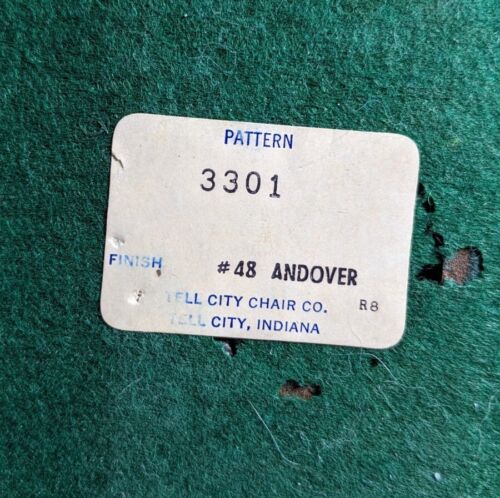 PATTERN
3301
FINISH #48 ANDOVER
TELL CITY CHAIR CO. R8
TELL CITY, INDIANA